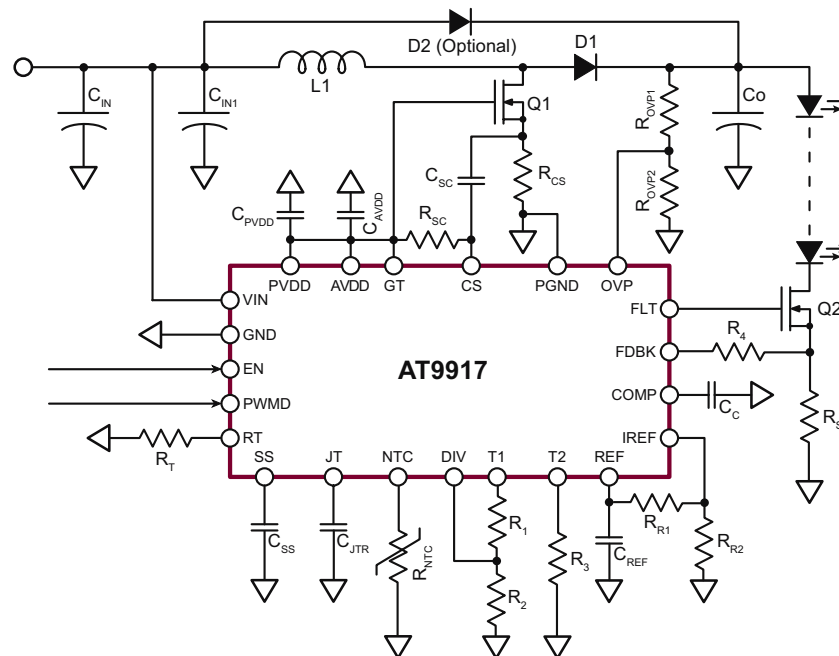 D2 (Optional)
D1
L1
C_IN
C_IN1
Q1
R_OVP1
Co
C_SC
R_CS
R_OVP2
C_PVDD
C_AVDD
R_SC
PVDD
AVDD
GT
CS
PGND
OVP
VIN
FLT
Q2
GND
R_4
AT9917
FDBK
EN
COMP
C_C
PWMD
IREF
RT
R_T
SS
JT
NTC
DIV
T1
T2
REF
R_1
R_R1
C_SS
C_JTR
R_NTC
R_3
C_REF
R_R2
R_2